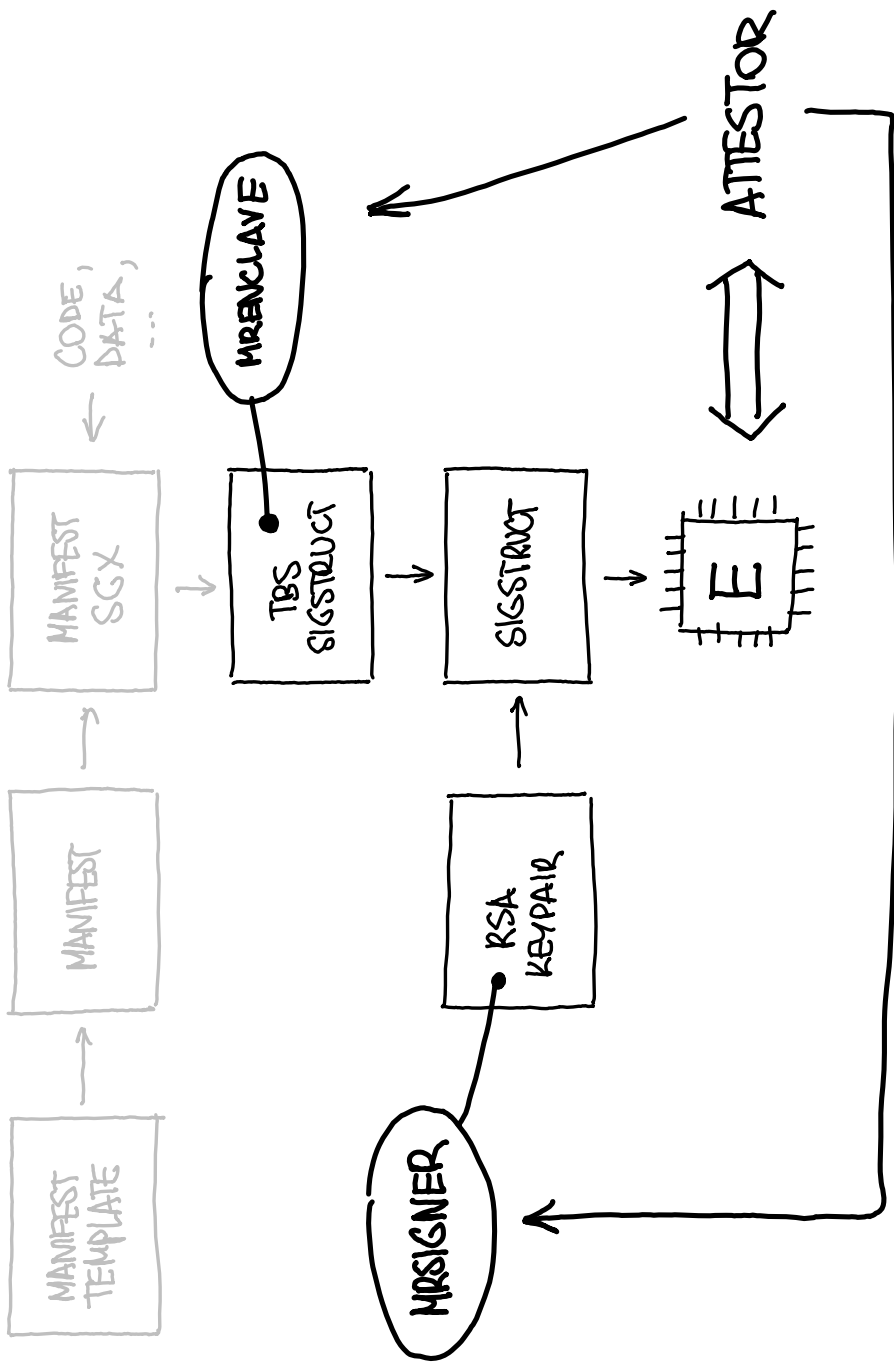 MANIFEST
TEMPLATE
MANIFEST
MANIFEST
SGX
CODE,
DATA,
...
TBS
SIGSTRUCT
MRENCLAVE
MRSIGNER
RSA
KEYPAIR
SIGSTRUCT
E
ATTESTOR